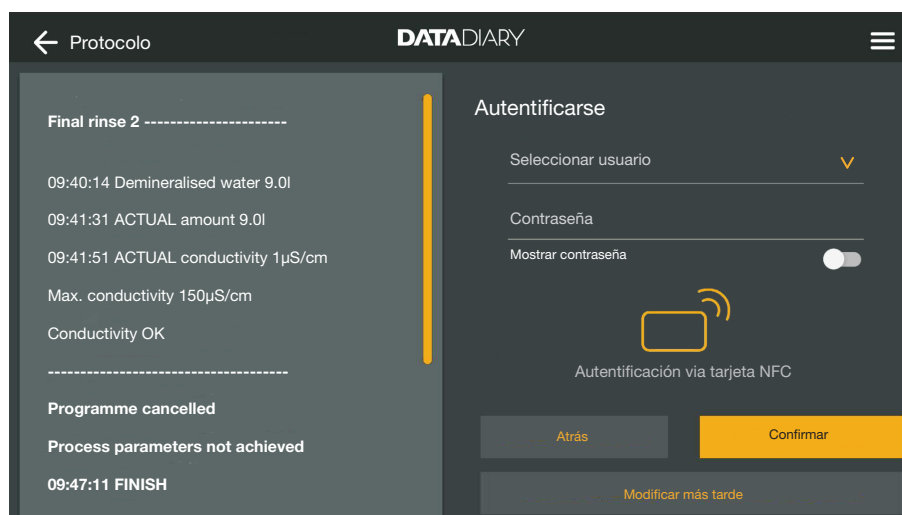 Protocolo
DATADIARY
Final rinse 2 ----------------------
09:40:14 Demineralised water 9.0l
09:41:31 ACTUAL amount 9.0l
09:41:51 ACTUAL conductivity 1µS/cm
Max. conductivity 150µS/cm
Conductivity OK
-------------------------------------
Programme cancelled
Process parameters not achieved
09:47:11 FINISH
Autentificarse
Seleccionar usuario
Contraseña
Mostrar contraseña
Autentificación via tarjeta NFC
Atrás
Confirmar
Modificar más tarde